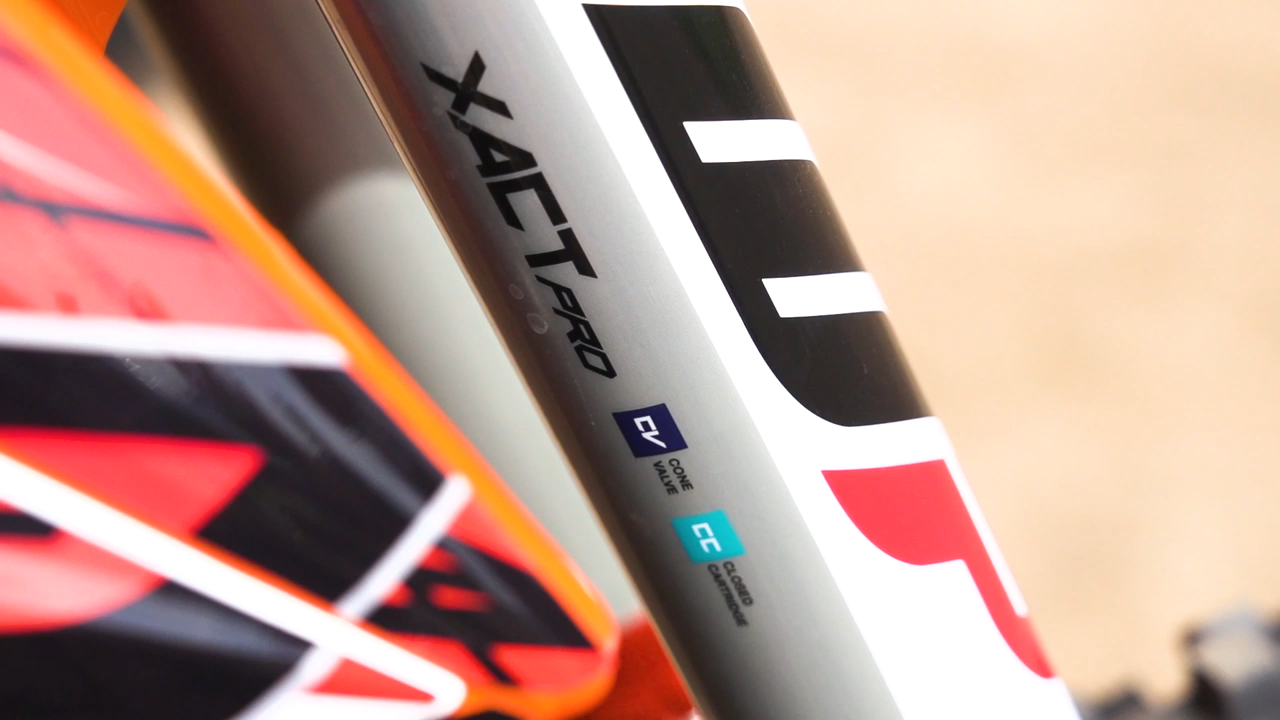 XACT PRO
CV
CONE
VALVE
CC
CLOSED
CARTRIDGE